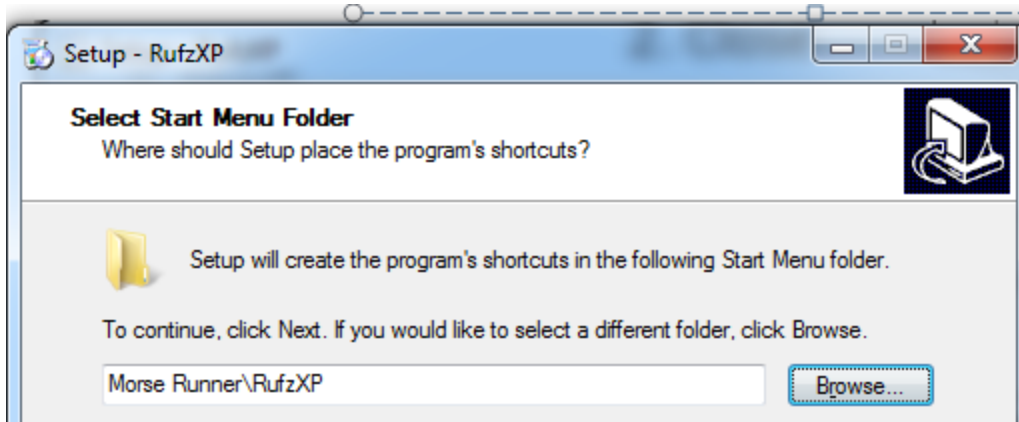 Setup - RufzXP
Select Start Menu Folder
Where should Setup place the program's shortcuts?
Setup will create the program's shortcuts in the following Start Menu folder.
To continue, click Next. If you would like to select a different folder, click Browse.
Morse Runner\RufzXP
Browse...